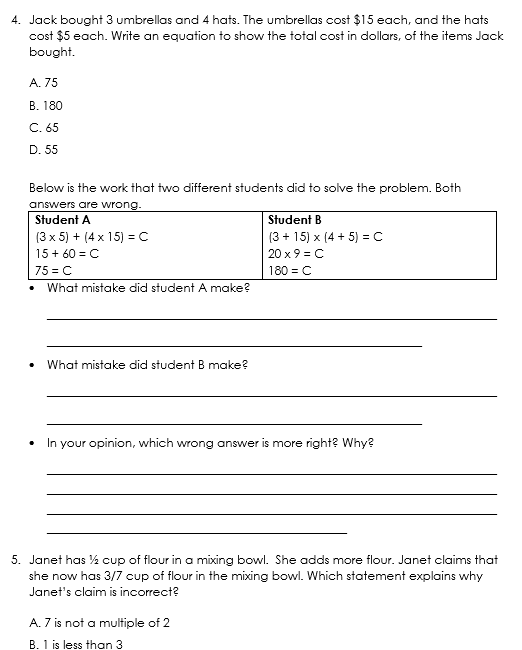 4. Jack bought 3 umbrellas and 4 hats. The umbrellas cost $15 each, and the hats
cost $5 each. Write an equation to show the total cost in dollars, of the items Jack
bought.
A. 75
B. 180
C. 65
D. 55
Below is the work that two different students did to solve the problem. Both
answers are wrong.
Student A
(3 x 5) + (4 x 15) = C
15 + 60 = C
75 = C
Student B
(3 + 15) x (4 + 5) = C
20 x 9 = C
180 = C
• What mistake did student A make?
• What mistake did student B make?
• In your opinion, which wrong answer is more right? Why?
5. Janet has ½ cup of flour in a mixing bowl. She adds more flour. Janet claims that
she now has 3/7 cup of flour in the mixing bowl. Which statement explains why
Janet's claim is incorrect?
A. 7 is not a multiple of 2
B. 1 is less than 3